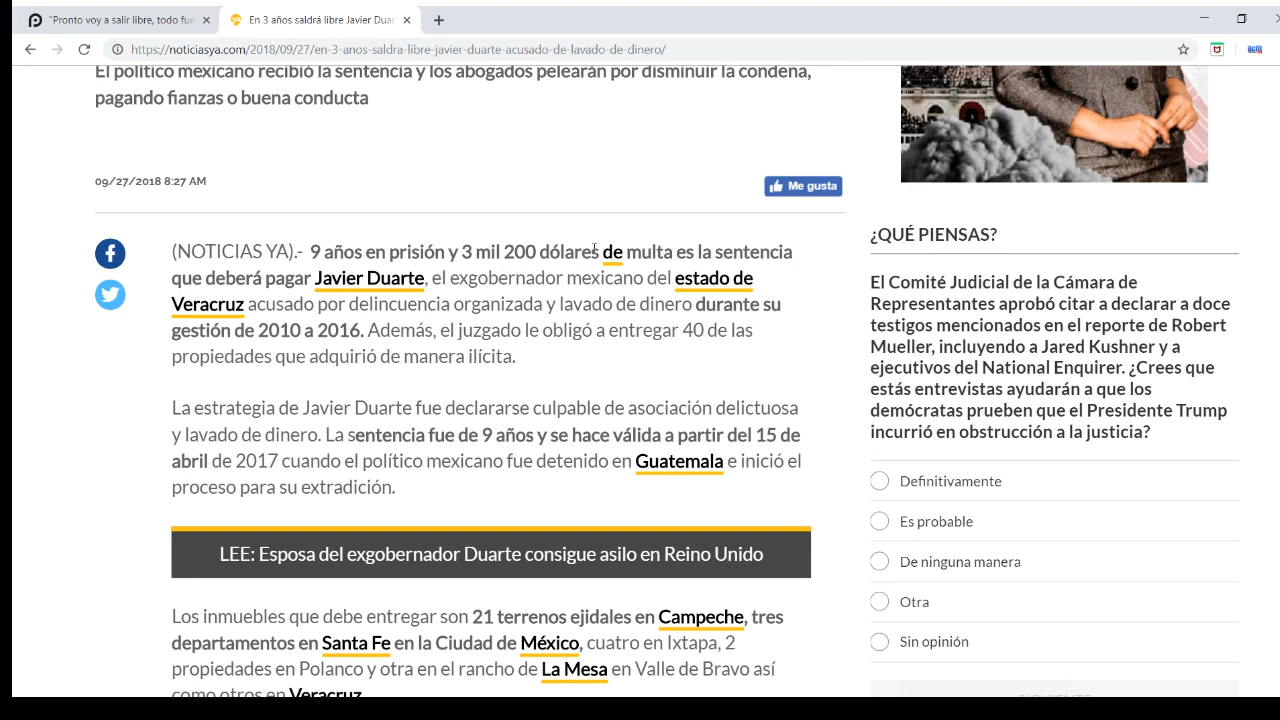 "Pronto voy a salir libre, todo fue
En 3 años saldrá libre Javier Duar
https://noticiasya.com/2018/09/27/en-3-anos-saldra-libre-javier-duarte-acusado-de-lavado-de-dinero/
El político mexicano recibió la sentencia y los abogados pelearán por disminuir la condena,
pagando fianzas o buena conducta
09/27/2018 8:27 AM
Me gusta
(NOTICIAS YA).- 9 años en prisión y 3 mil 200 dólares de multa es la sentencia
que deberá pagar Javier Duarte, el exgobernador mexicano del estado de
Veracruz acusado por delincuencia organizada y lavado de dinero durante su
gestión de 2010 a 2016. Además, el juzgado le obligó a entregar 40 de las
propiedades que adquirió de manera ilícita.
La estrategia de Javier Duarte fue declararse culpable de asociación delictuosa
y lavado de dinero. La sentencia fue de 9 años y se hace válida a partir del 15 de
abril de 2017 cuando el político mexicano fue detenido en Guatemala e inició el
proceso para su extradición.
LEE: Esposa del exgobernador Duarte consigue asilo en Reino Unido
Los inmuebles que debe entregar son 21 terrenos ejidales en Campeche, tres
departamentos en Santa Fe en la Ciudad de México, cuatro en Ixtapa, 2
propiedades en Polanco y otra en el rancho de La Mesa en Valle de Bravo así
como otros en Veracruz
¿QUÉ PIENSAS?
El Comité Judicial de la Cámara de
Representantes aprobó citar a declarar a doce
testigos mencionados en el reporte de Robert
Mueller, incluyendo a Jared Kushner y a
ejecutivos del National Enquirer. ¿Crees que
estás entrevistas ayudarán a que los
demócratas prueben que el Presidente Trump
incurrió en obstrucción a la justicia?
Definitivamente
Es probable
De ninguna manera
Otra
Sin opinión
SIGUIENTE